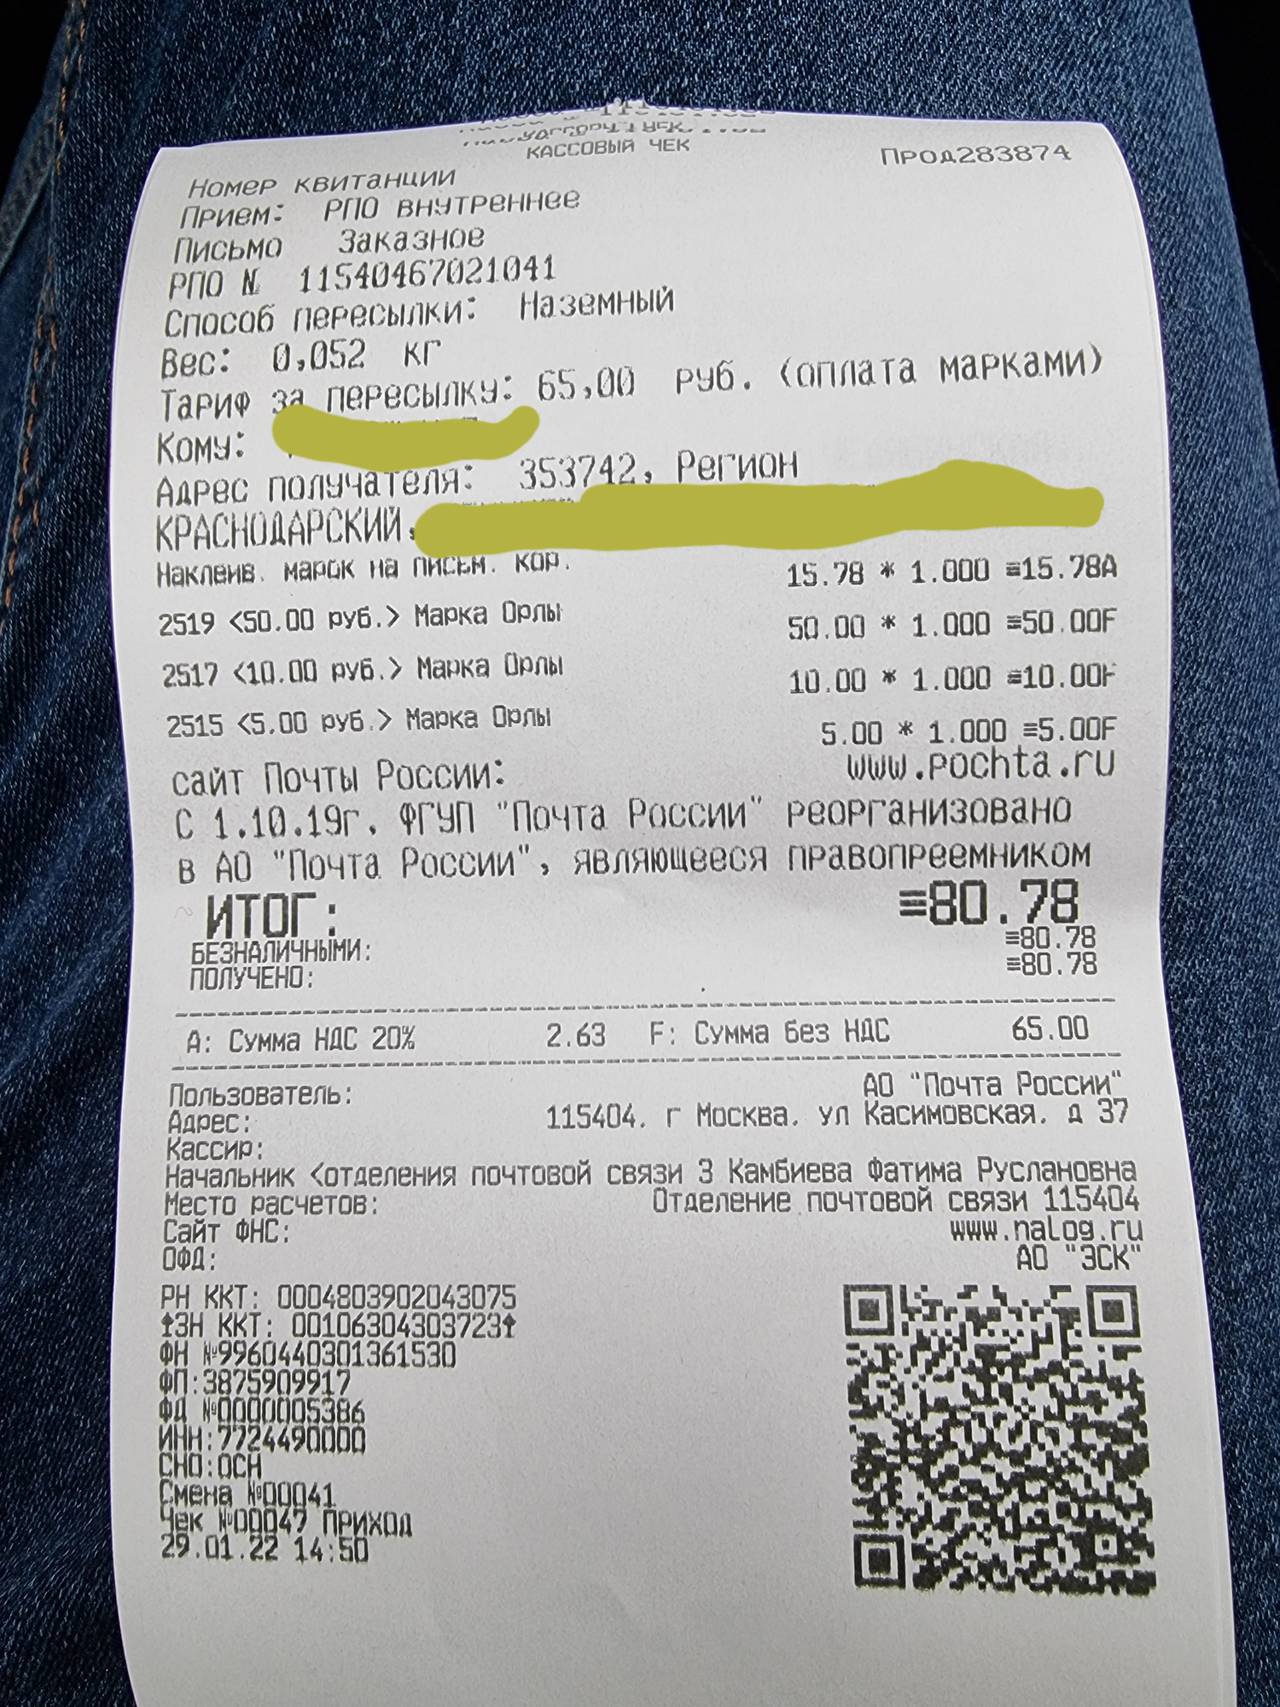 КАССОВЫЙ ЧЕК
Номер квитанции Прод283874
Прием: РПО внутреннее
Письмо Заказное
РПО № 11540467021041
Способ пересылки: Наземный
Вес: 0,052 кг
Тариф за пересылку: 65,00 руб. (оплата марками)
Кому:
Адрес получателя: 353742, Регион
КРАСНОДАРСКИЙ,
Наклеив. марок на письм. кор. 15.78 * 1.000 ≡15.78A
2519 <50.00 руб.> Марка Орлы 50.00 * 1.000 ≡50.00F
2517 <10.00 руб.> Марка Орлы 10.00 * 1.000 ≡10.00F
2515 <5.00 руб.> Марка Орлы 5.00 * 1.000 ≡5.00F
сайт Почты России: www.pochta.ru
С 1.10.19г. ФГУП "Почта России" реорганизовано
в АО "Почта России", являющееся правопреемником
ИТОГ: ≡80.78
БЕЗНАЛИЧНЫМИ: ≡80.78
ПОЛУЧЕНО: ≡80.78
А: Сумма НДС 20% 2.63 F: Сумма без НДС 65.00
Пользователь: АО "Почта России"
Адрес: 115404, г Москва, ул Касимовская, д 37
Кассир:
Начальник <отделения почтовой связи 3 Камбиева Фатима Руслановна
Место расчетов: Отделение почтовой связи 115404
Сайт ФНС: www.nalog.ru
ОФД: АО "ЭСК"
РН ККТ: 0004803902043075
↑ЗН ККТ: 00106304303723↑
ФН №9960440301361530
ФП:3875909917
ФД №0000005386
ИНН:7724490000
СНО:ОСН
Смена №00041
Чек №00047 ПРИХОД
29.01.22 14:50